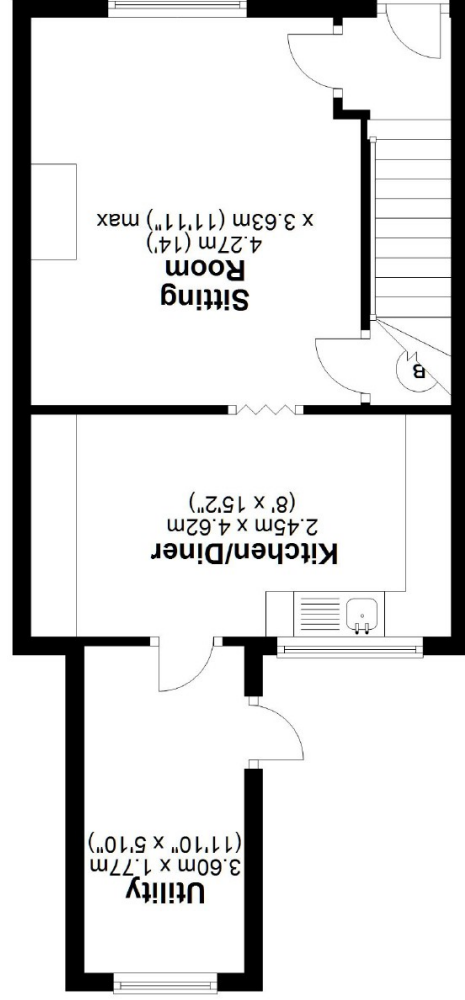 Utility
3.60m x 1.77m
(11'10" x 5'10")
Kitchen/Diner
2.45m x 4.62m
(8' x 15'2")
Sitting
Room
4.27m (14')
x 3.63m (11'11") max
B